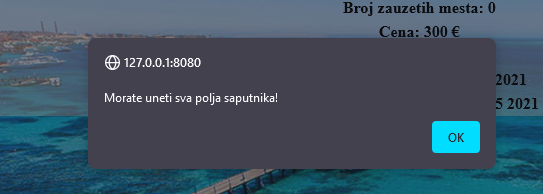 Broj zauzetih mesta: 0
Cena: 300 €
127.0.0.1:8080
Morate uneti sva polja saputnika!
2021
5 2021
OK